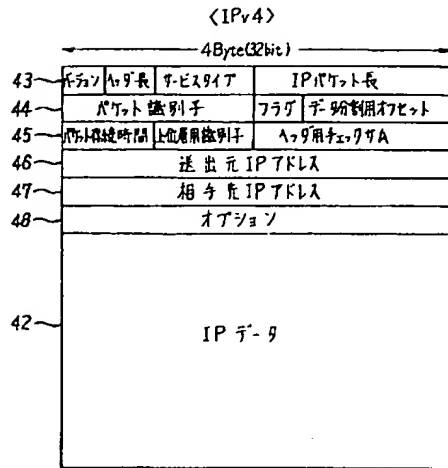 〈IPv4〉
4Byte(32bit)
43 バージョン ヘッダ長 サービスタイプ IPパケット長
44 パケット識別子 フラグ データ分割用オフセット
45 パケット存続時間 上位層用識別子 ヘッダ用チェックサム
46 送出元IPアドレス
47 相手先IPアドレス
48 オプション
42 IPデータ